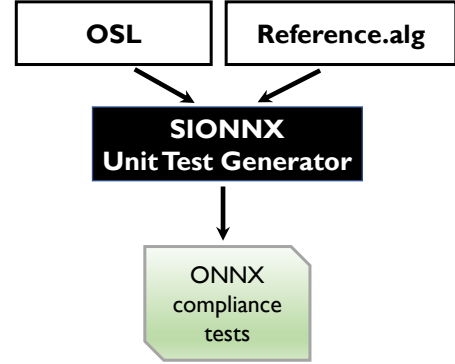 OSL
Reference.alg
SIONNX
Unit Test Generator
ONNX
compliance
tests